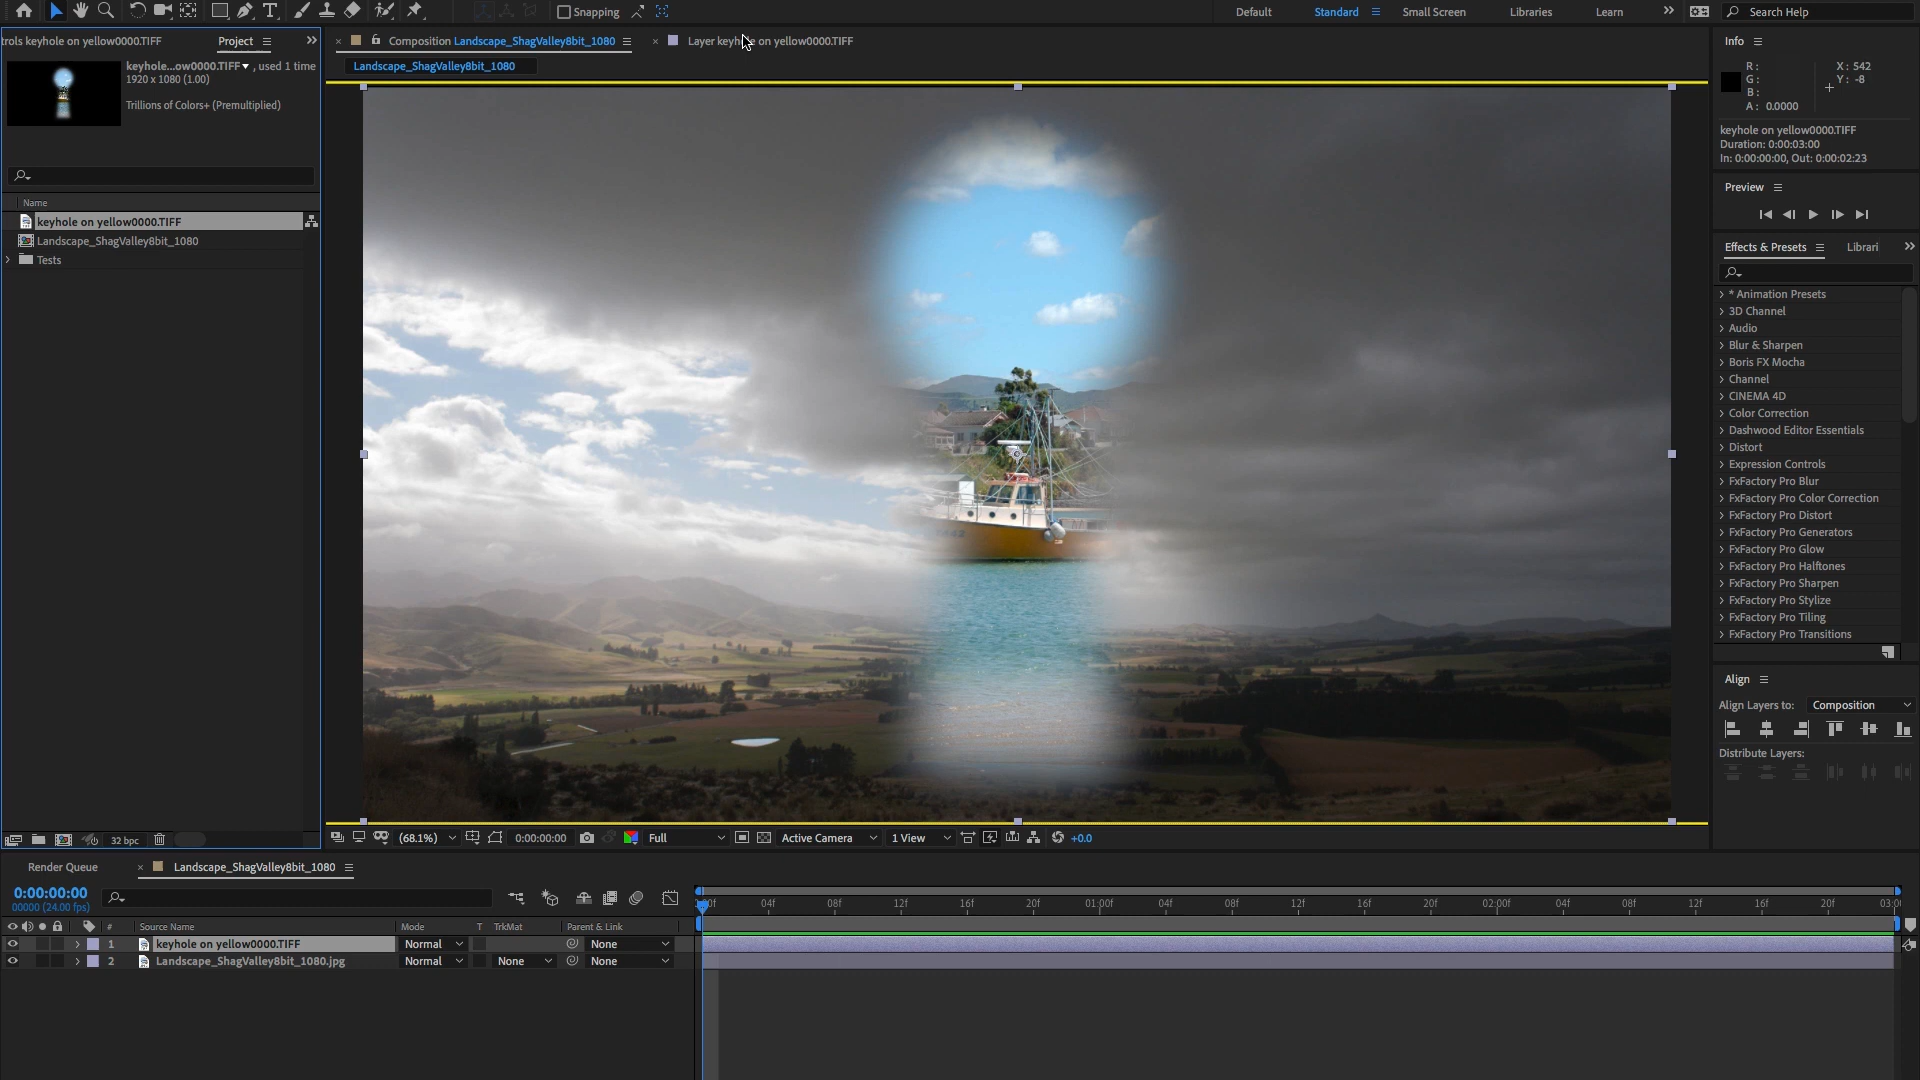 Snapping
Default
Standard
Small Screen
Libraries
Learn
Search Help
trols keyhole on yellow0000.TIFF
Project
Composition Landscape_ShagValley8bit_1080
Layer keyhole on yellow0000.TIFF
Info
keyhole...ow0000.TIFF , used 1 time
1920 x 1080 (1.00)
Trillions of Colors+ (Premultiplied)
Landscape_ShagValley8bit_1080
R :
G :
B :
A : 0.0000
X : 542
Y : -8
keyhole on yellow0000.TIFF
Duration: 0:00:03:00
In: 0:00:00:00, Out: 0:00:02:23
Preview
Name
keyhole on yellow0000.TIFF
Landscape_ShagValley8bit_1080
Tests
Effects & Presets
Librari
* Animation Presets
3D Channel
Audio
Blur & Sharpen
Boris FX Mocha
Channel
CINEMA 4D
Color Correction
Dashwood Editor Essentials
Distort
Expression Controls
FxFactory Pro Blur
FxFactory Pro Color Correction
FxFactory Pro Distort
FxFactory Pro Generators
FxFactory Pro Glow
FxFactory Pro Halftones
FxFactory Pro Sharpen
FxFactory Pro Stylize
FxFactory Pro Tiling
FxFactory Pro Transitions
Align
Align Layers to: Composition
Distribute Layers:
32 bpc
(68.1%)
0:00:00:00
Full
Active Camera
1 View
+0.0
Render Queue
Landscape_ShagValley8bit_1080
0:00:00:00
00000 (24.00 fps)
04f 08f 12f 16f 20f 01:00f 04f 08f 12f 16f 20f 02:00f 04f 08f 12f 16f 20f
# Source Name Mode T TrkMat Parent & Link
1 keyhole on yellow0000.TIFF Normal None
2 Landscape_ShagValley8bit_1080.jpg Normal None None